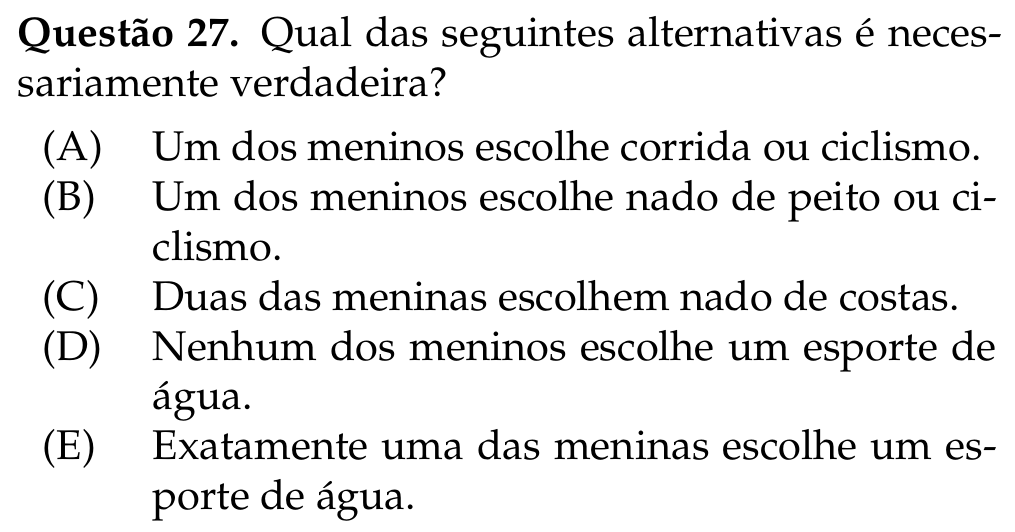 Questão 27. Qual das seguintes alternativas é neces-
sariamente verdadeira?
(A) Um dos meninos escolhe corrida ou ciclismo.
(B) Um dos meninos escolhe nado de peito ou ci-
clismo.
(C) Duas das meninas escolhem nado de costas.
(D) Nenhum dos meninos escolhe um esporte de
água.
(E) Exatamente uma das meninas escolhe um es-
porte de água.